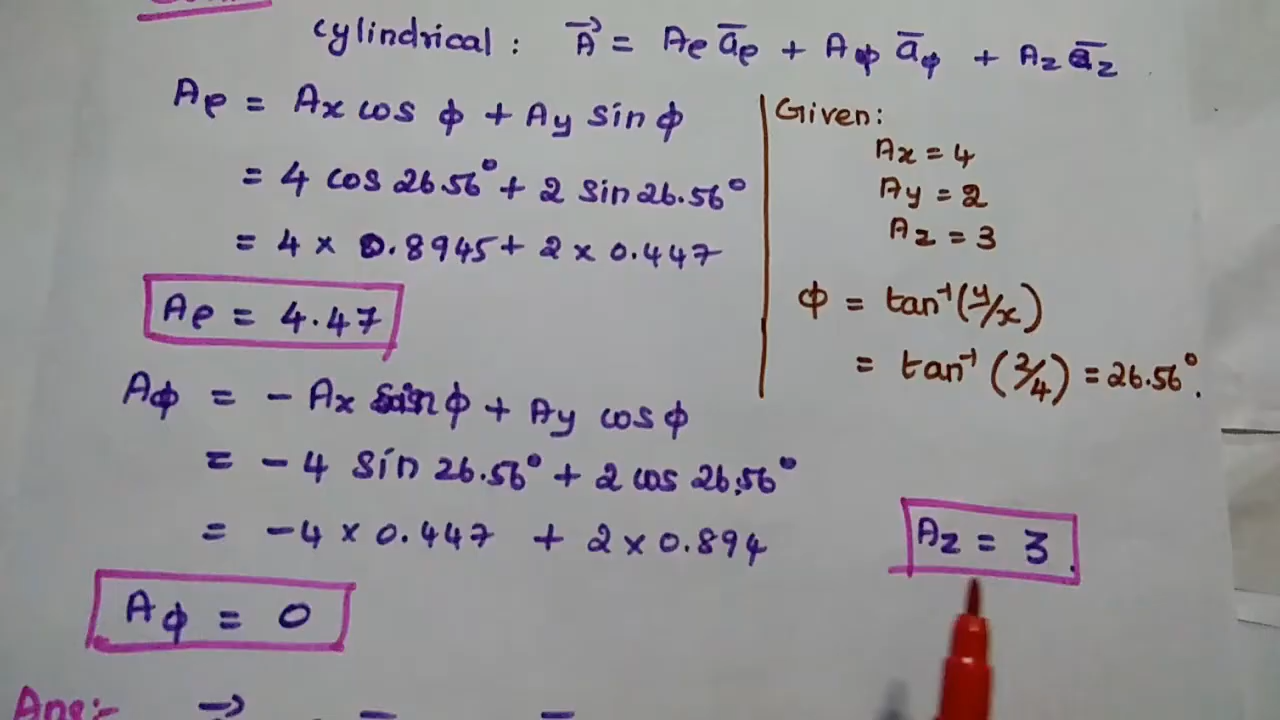 cylindrical : A⃗ = Aρ a̅ρ + Aϕ a̅ϕ + Az a̅z
Aρ = Ax cos ϕ + Ay sin ϕ
= 4 cos 26.56° + 2 sin 26.56°
= 4 × 0.8945 + 2 × 0.447
Aρ = 4.47
Aϕ = - Ax sin ϕ + Ay cos ϕ
= - 4 sin 26.56° + 2 cos 26.56°
= - 4 × 0.447 + 2 × 0.894
Aϕ = 0
Given:
Ax = 4
Ay = 2
Az = 3
ϕ = tan⁻¹ (y/x)
= tan⁻¹ (2/4) = 26.56°.
Az = 3.
Ans:-